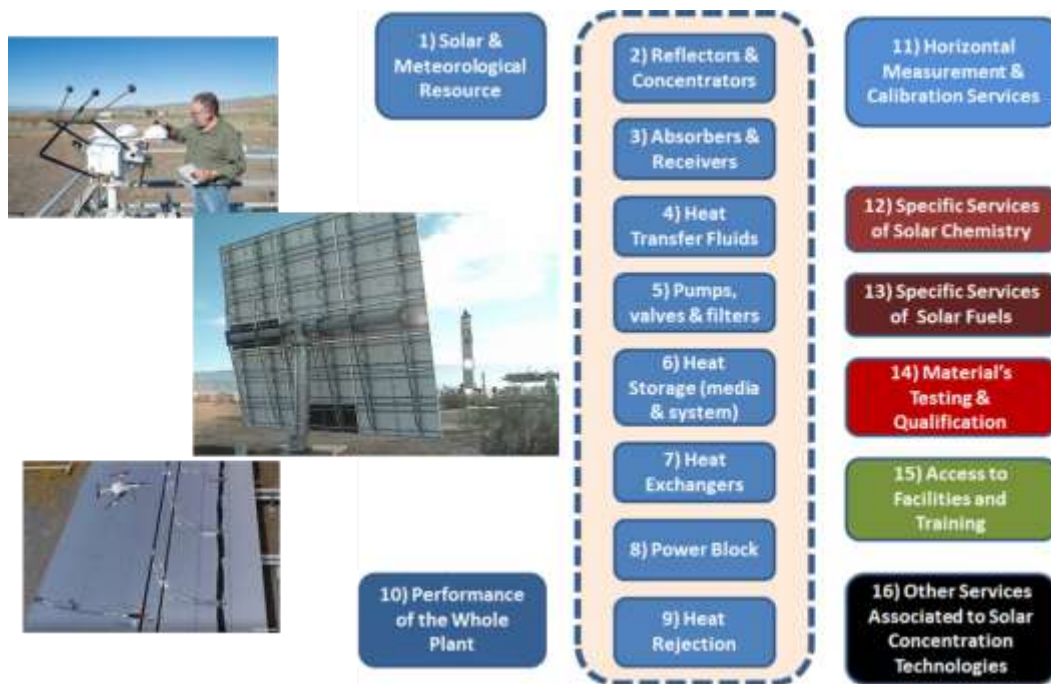 1) Solar &
Meteorological
Resource
2) Reflectors &
Concentrators
3) Absorbers &
Receivers
4) Heat
Transfer Fluids
5) Pumps,
valves & filters
6) Heat
Storage (media
& system)
7) Heat
Exchangers
8) Power Block
9) Heat
Rejection
10) Performance
of the Whole
Plant
11) Horizontal
Measurement &
Calibration Services
12) Specific Services
of Solar Chemistry
13) Specific Services
of Solar Fuels
14) Material's
Testing &
Qualification
15) Access to
Facilities and
Training
16) Other Services
Associated to Solar
Concentration
Technologies